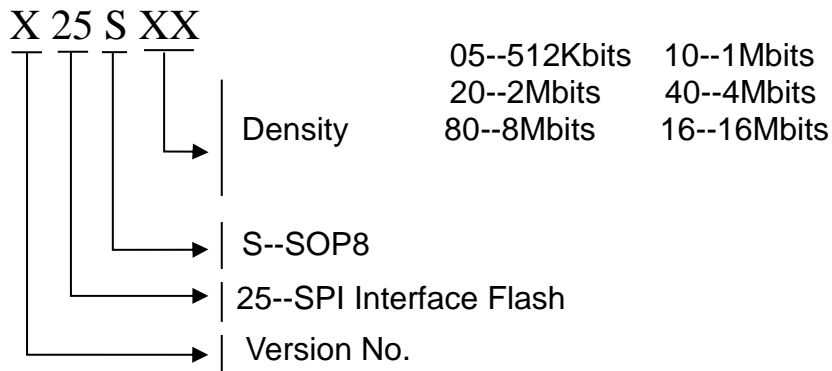 X 25 S XX
05--512Kbits 10--1Mbits
20--2Mbits 40--4Mbits
Density 80--8Mbits 16--16Mbits
S--SOP8
25--SPI Interface Flash
Version No.